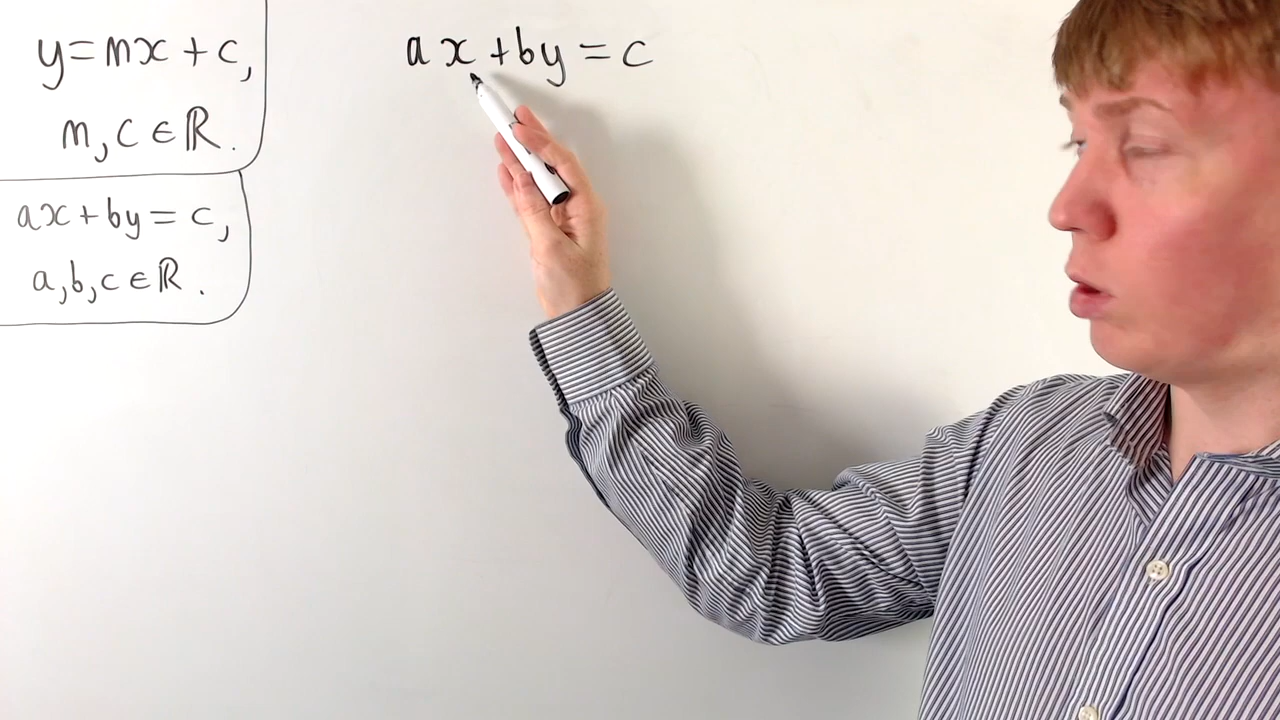 y=mx+c,
m,c∈ℝ.
ax+by=c,
a,b,c∈ℝ.
ax+by=c